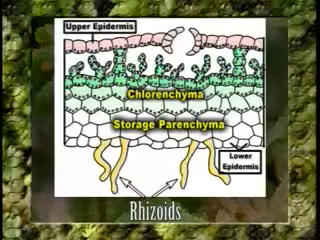 Upper Epidermis
Chlorenchyma
Storage Parenchyma
Lower
Epidermis
Rhizoids